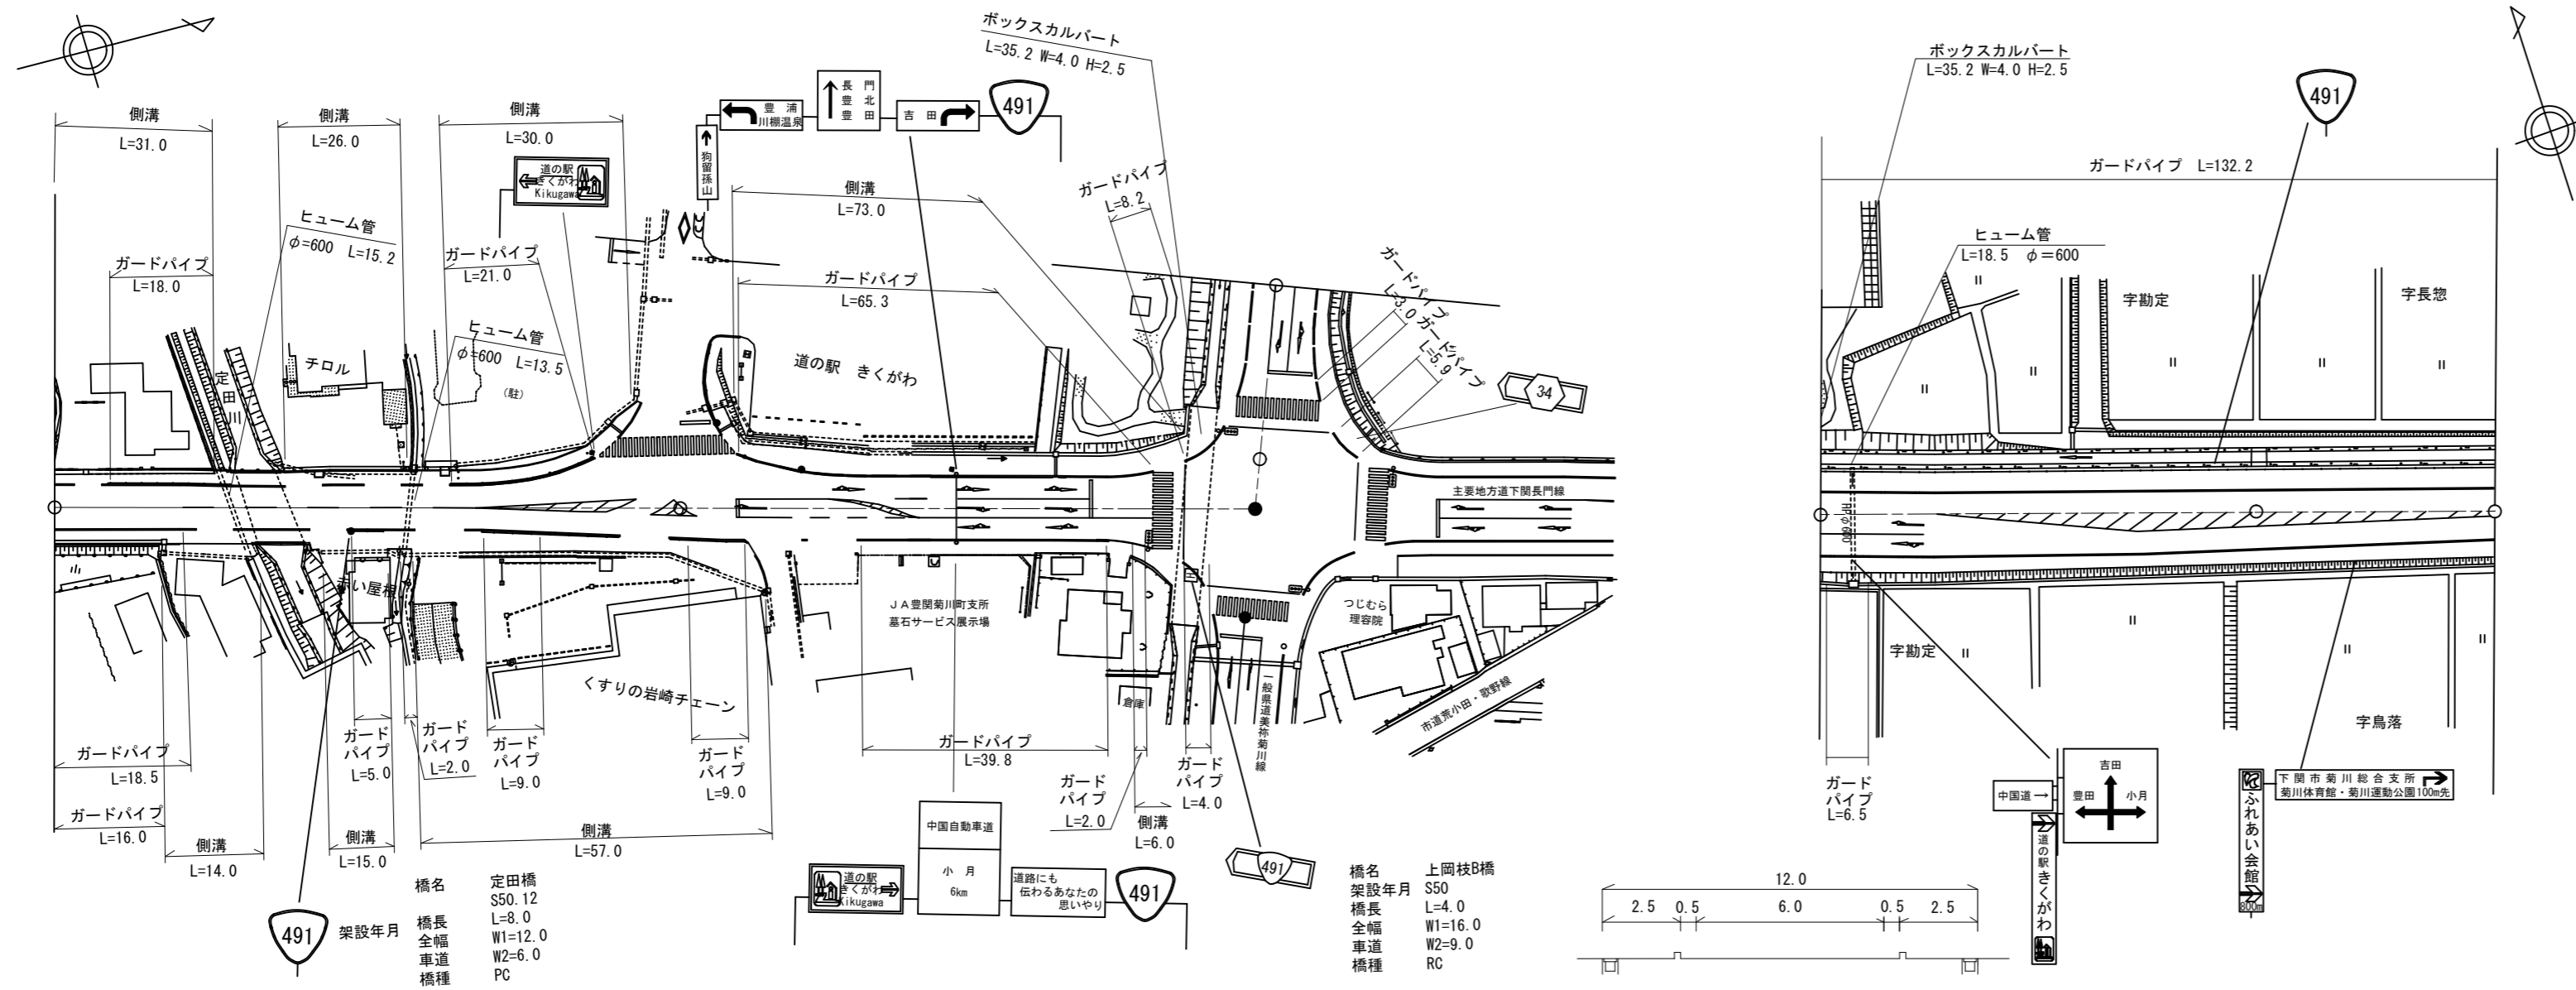 側溝
L=31.0
側溝
L=26.0
側溝
L=30.0
道の駅
きくがわ
Kikugawa
狗留孫山
豊浦
川棚温泉
長門
豊北
豊田
吉田
491
ボックスカルバート
L=35.2 W=4.0 H=2.5
ヒューム管
φ=600 L=15.2
ガードパイプ
L=18.0
ガードパイプ
L=21.0
ヒューム管
φ=600 L=13.5
(駐)
側溝
L=73.0
ガードパイプ
L=65.3
ガードパイプ
L=8.2
ガードパイプ
L=3.0
ガードパイプ
L=5.9
34
定田川
チロル
道の駅 きくがわ
主要地方道下関長門線
赤い屋根
くすりの岩崎チェーン
JA豊関菊川町支所
墓石サービス展示場
倉庫
つじむら
理容院
一般県道美祢菊川線
市道荒小田・歌野線
ガードパイプ
L=18.5
ガードパイプ
L=16.0
側溝
L=14.0
側溝
L=15.0
ガード
パイプ
L=5.0
ガード
パイプ
L=2.0
ガード
パイプ
L=9.0
側溝
L=57.0
ガード
パイプ
L=9.0
ガードパイプ
L=39.8
ガード
パイプ
L=2.0
側溝
L=6.0
ガード
パイプ
L=4.0
491
橋名 定田橋
架設年月 S50.12
橋長 L=8.0
全幅 W1=12.0
車道 W2=6.0
橋種 PC
道の駅
きくがわ
Kikugawa
中国自動車道
小月
6km
道路にも
伝わるあなたの
思いやり
491
491
橋名 上岡枝B橋
架設年月 S50
橋長 L=4.0
全幅 W1=16.0
車道 W2=9.0
橋種 RC
12.0
2.5 0.5 6.0 0.5 2.5
ボックスカルバート
L=35.2 W=4.0 H=2.5
491
ガードパイプ L=132.2
ヒューム管
L=18.5 φ=600
字勘定
字長惣
HPφ600
字勘定
字鳥落
ガード
パイプ
L=6.5
中国道→
吉田
豊田 小月
道の駅きくがわ
ふれあい会館
800m
下関市菊川総合支所
菊川体育館・菊川運動公園100m先